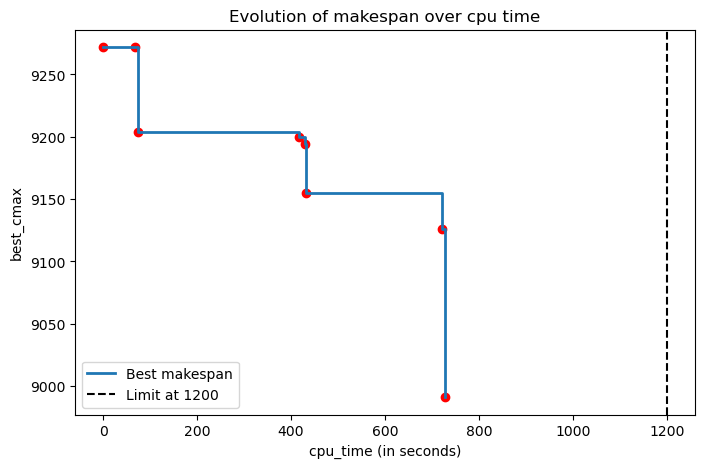 Evolution of makespan over cpu time
best_cmax
9250
9200
9150
9100
9050
9000
Best makespan
Limit at 1200
0 200 400 600 800 1000 1200
cpu_time (in seconds)